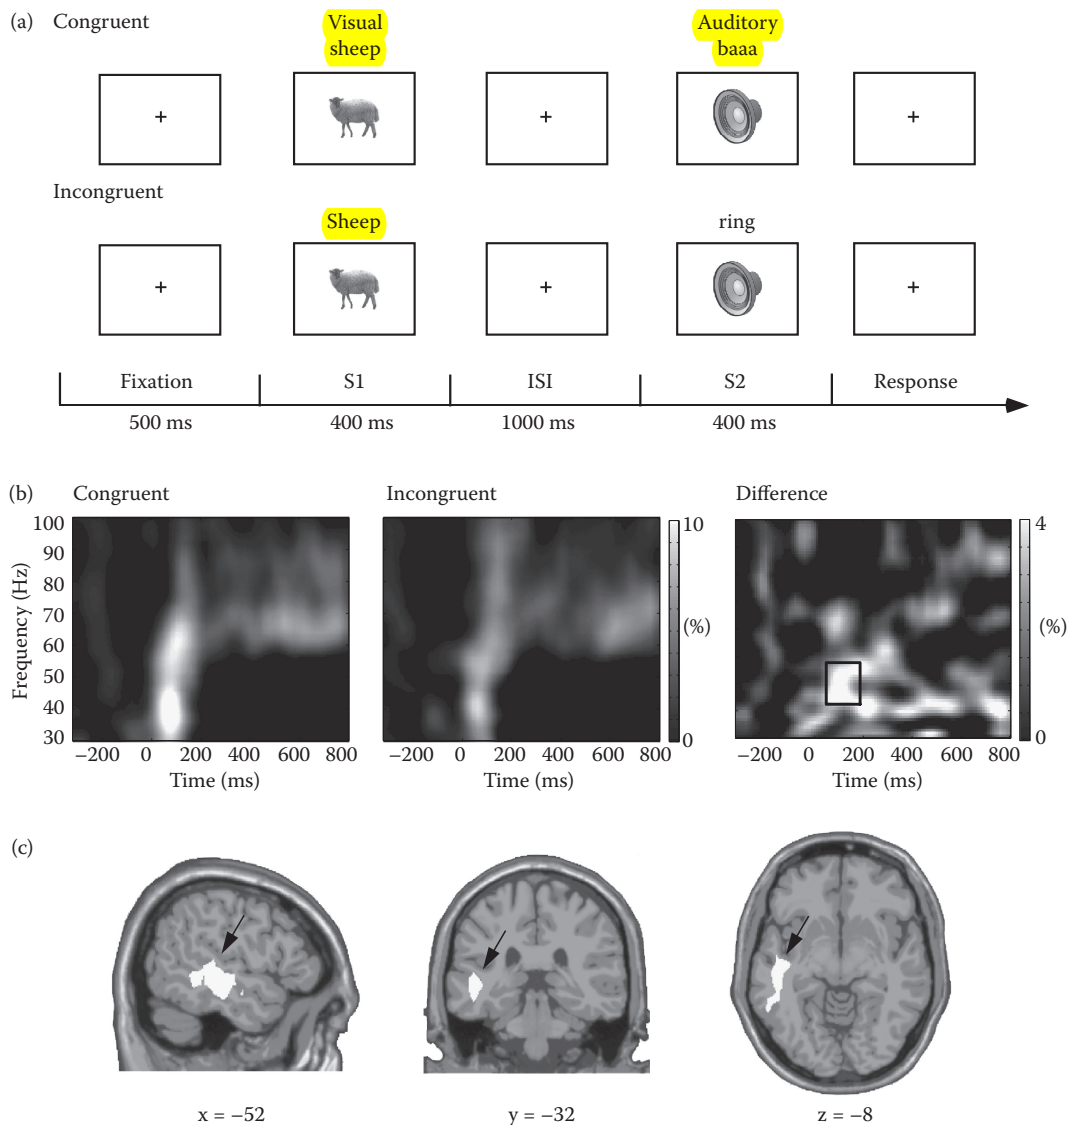 (a) Congruent
Visual
sheep
Auditory
baaa
Incongruent
Sheep
ring
Fixation
S1
ISI
S2
Response
500 ms
400 ms
1000 ms
400 ms
(b) Congruent
Incongruent
Difference
Frequency (Hz)
100
90
80
70
60
50
40
30
−200 0 200 400 600 800
Time (ms)
−200 0 200 400 600 800
Time (ms)
10
(%)
0
−200 0 200 400 600 800
Time (ms)
4
(%)
0
(c)
x = −52
y = −32
z = −8